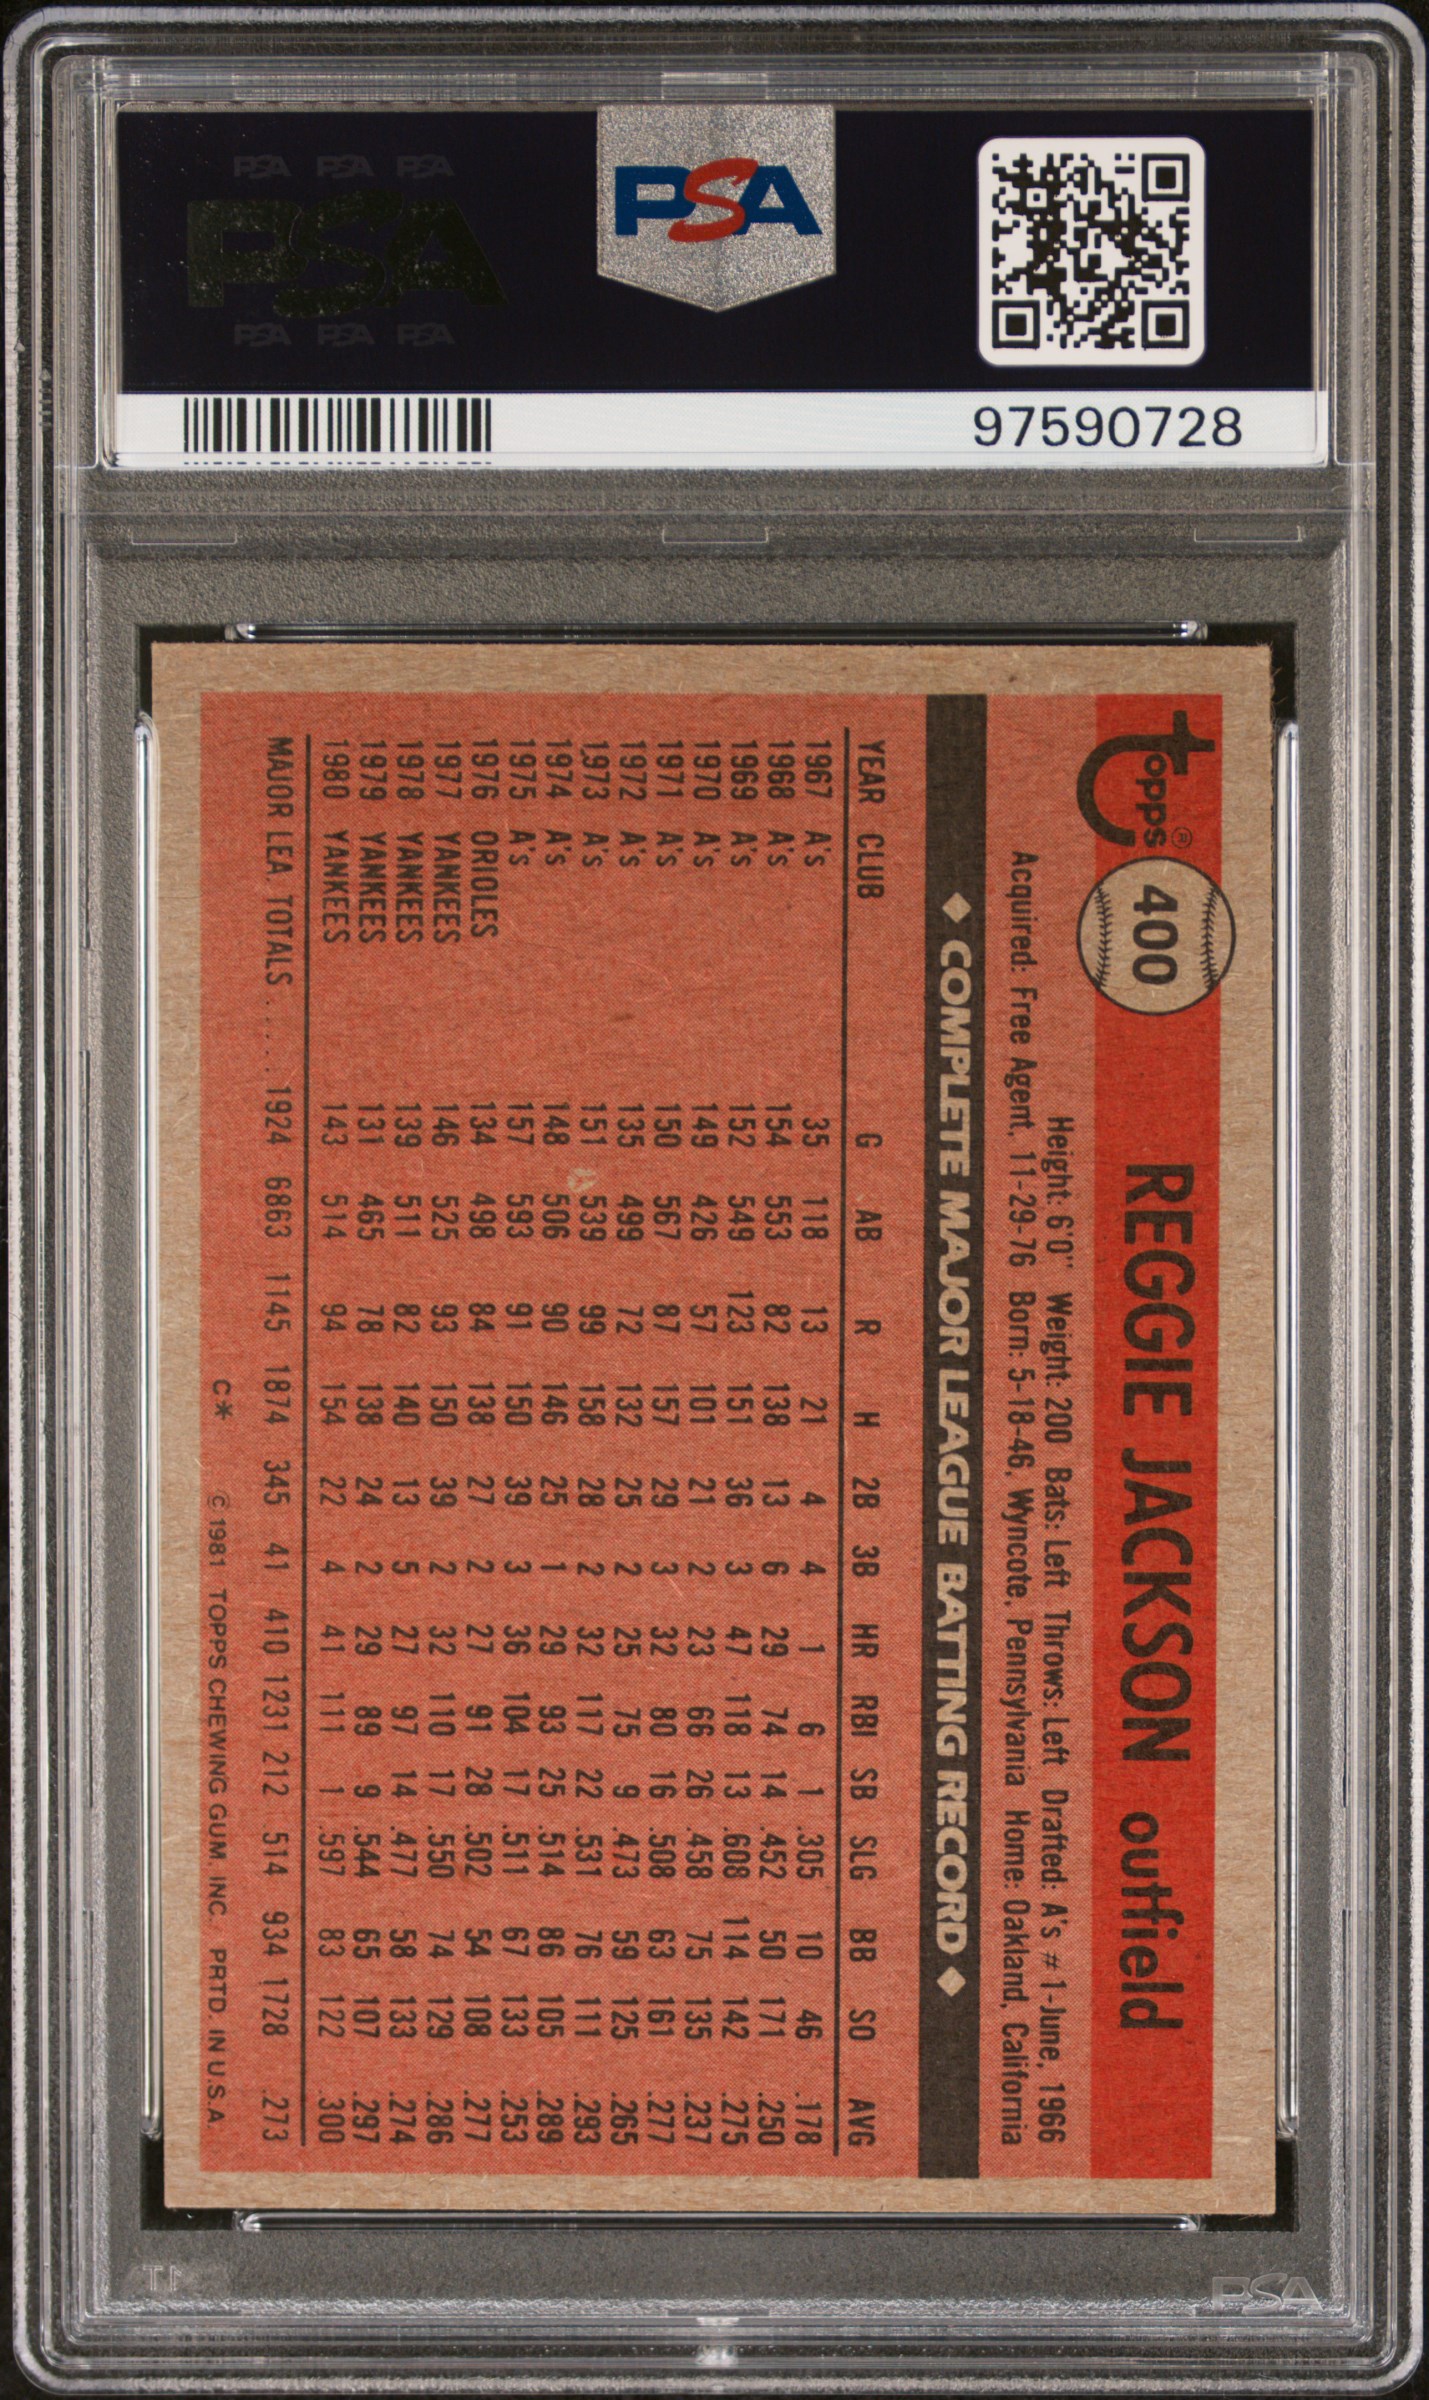 PSA PSA PSA
PSA
PSA PSA PSA
PSA
97590728
Topps®
400
REGGIE JACKSON outfield
Height: 6'0" Weight: 200 Bats: Left Throws: Left Drafted: A's #1-June, 1966
Acquired: Free Agent, 11-29-76 Born: 5-18-46, Wyncote, Pennsylvania Home: Oakland, California
◆ COMPLETE MAJOR LEAGUE BATTING RECORD ◆
YEAR CLUB G AB R H 2B 3B HR RBI SB SLG BB SO AVG
1967 A's 35 118 13 21 4 4 1 6 1 .305 10 46 .178
1968 A's 154 553 82 138 13 6 29 74 14 .452 50 171 .250
1969 A's 152 549 123 151 36 3 47 118 13 .608 114 142 .275
1970 A's 149 426 57 101 21 2 23 66 26 .458 75 135 .237
1971 A's 150 567 87 157 29 3 32 80 16 .508 63 161 .277
1972 A's 135 499 72 132 25 2 25 75 9 .473 59 125 .265
1973 A's 151 539 99 158 28 2 32 117 22 .531 76 111 .293
1974 A's 148 506 90 146 25 1 29 93 25 .514 86 105 .289
1975 A's 157 593 91 150 39 3 36 104 17 .511 67 133 .253
1976 ORIOLES 134 498 84 138 27 2 27 91 28 .502 54 108 .277
1977 YANKEES 146 525 93 150 39 2 32 110 17 .550 74 129 .286
1978 YANKEES 139 511 82 140 13 5 27 97 14 .477 58 133 .274
1979 YANKEES 131 465 78 138 24 2 29 89 9 .544 65 107 .297
1980 YANKEES 143 514 94 154 22 4 41 111 1 .597 83 122 .300
MAJOR LEA. TOTALS ..... 1924 6863 1145 1874 345 41 410 1231 212 .514 934 1728 .273
C* © 1981 TOPPS CHEWING GUM, INC. PRTD. IN U.S.A.
PSA